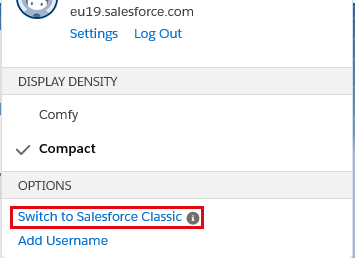 eu19.salesforce.com
Settings Log Out
DISPLAY DENSITY
Comfy
Compact
OPTIONS
Switch to Salesforce Classic
Add Username